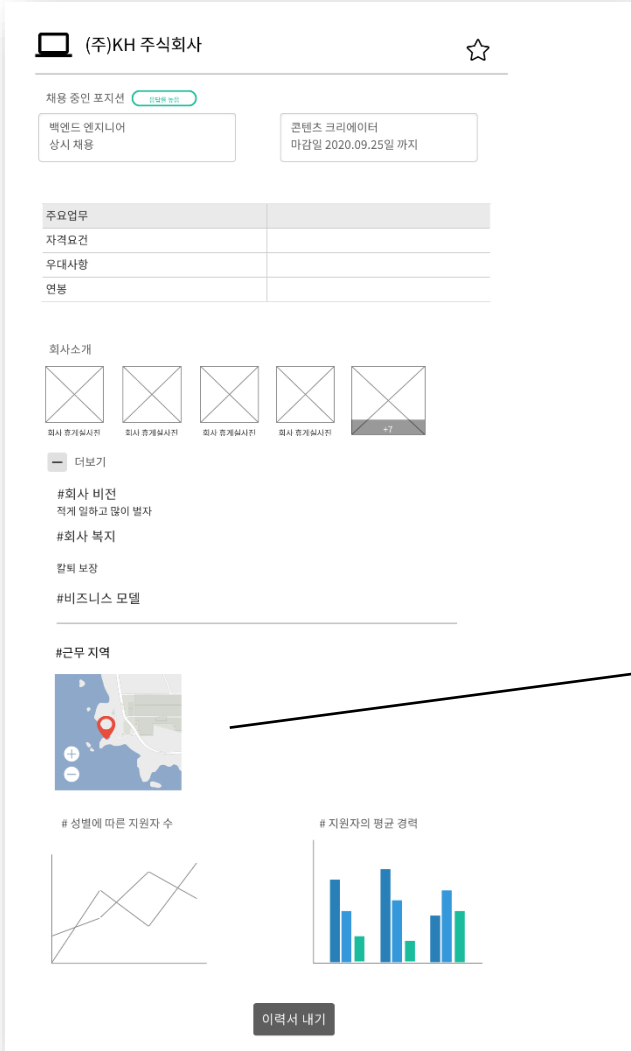 (주)KH 주식회사
채용 중인 포지션 응답률 높음
백엔드 엔지니어
상시 채용
콘텐츠 크리에이터
마감일 2020.09.25일 까지
주요업무
자격요건
우대사항
연봉
회사소개
회사 휴게실사진 회사 휴게실사진 회사 휴게실사진 회사 휴게실사진 +7
더보기
#회사 비전
적게 일하고 많이 벌자
#회사 복지
칼퇴 보장
#비즈니스 모델
#근무 지역
# 성별에 따른 지원자 수
# 지원자의 평균 경력
이력서 내기